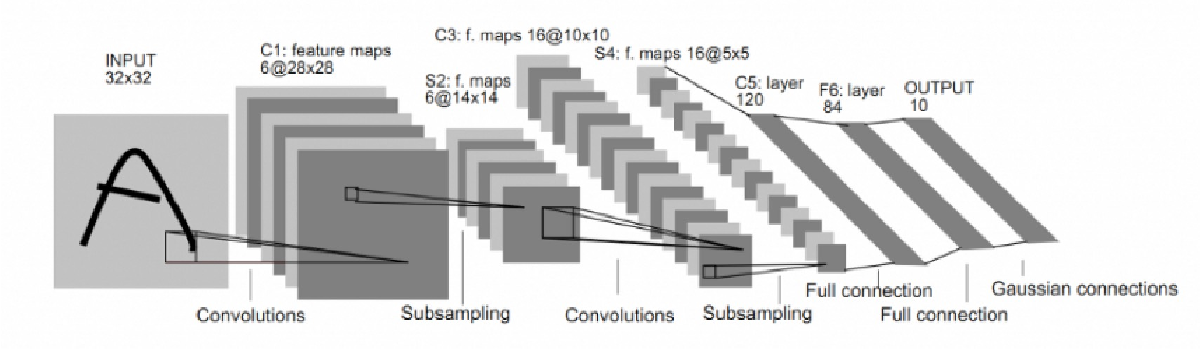 INPUT
32x32
C1: feature maps
6@28x28
S2: f. maps
6@14x14
C3: f. maps 16@10x10
S4: f. maps 16@5x5
C5: layer
120
F6: layer
84
OUTPUT
10
A
Convolutions
Subsampling
Convolutions
Subsampling
Full connection
Full connection
Gaussian connections